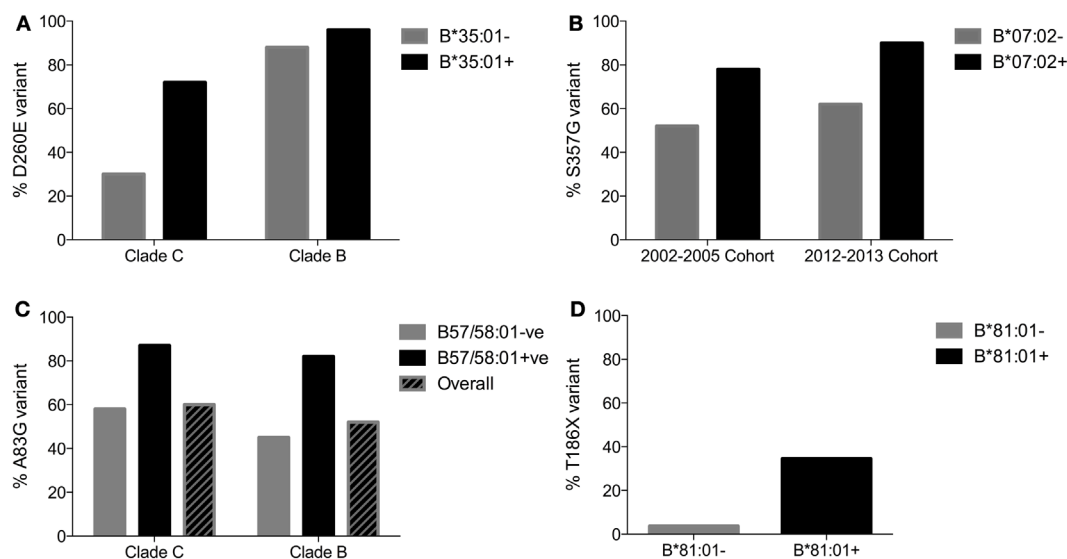 A
% D260E variant
100
80
60
40
20
0
Clade C
Clade B
B*35:01-
B*35:01+
B
% S357G variant
100
80
60
40
20
0
2002-2005 Cohort
2012-2013 Cohort
B*07:02-
B*07:02+
C
% A83G variant
100
80
60
40
20
0
Clade C
Clade B
B57/58:01-ve
B57/58:01+ve
Overall
D
% T186X variant
100
80
60
40
20
0
B*81:01-
B*81:01+
B*81:01-
B*81:01+